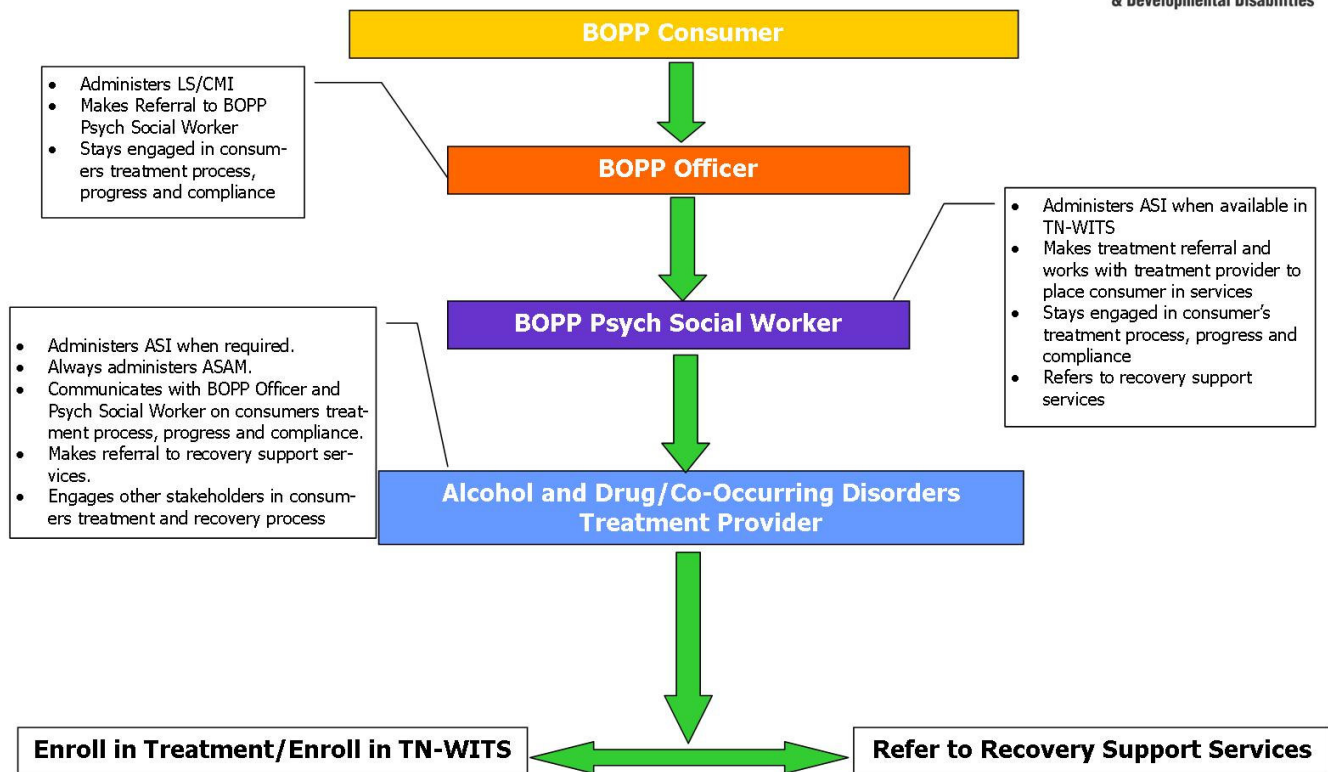 & Developmental Disabilities
BOPP Consumer
• Administers LS/CMI
• Makes Referral to BOPP
Psych Social Worker
• Stays engaged in consum-
ers treatment process,
progress and compliance
BOPP Officer
• Administers ASI when available in
TN-WITS
• Makes treatment referral and
works with treatment provider to
place consumer in services
• Stays engaged in consumer's
treatment process, progress and
compliance
• Refers to recovery support
services
BOPP Psych Social Worker
• Administers ASI when required.
• Always administers ASAM.
• Communicates with BOPP Officer and
Psych Social Worker on consumers treat-
ment process, progress and compliance.
• Makes referral to recovery support ser-
vices.
• Engages other stakeholders in consum-
ers treatment and recovery process
Alcohol and Drug/Co-Occurring Disorders
Treatment Provider
Enroll in Treatment/Enroll in TN-WITS
Refer to Recovery Support Services